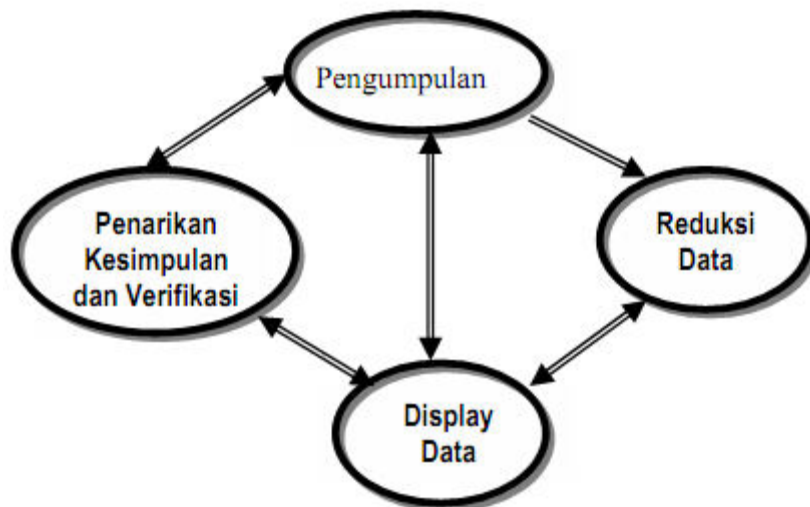 Pengumpulan
Penarikan
Kesimpulan
dan Verifikasi
Reduksi
Data
Display
Data